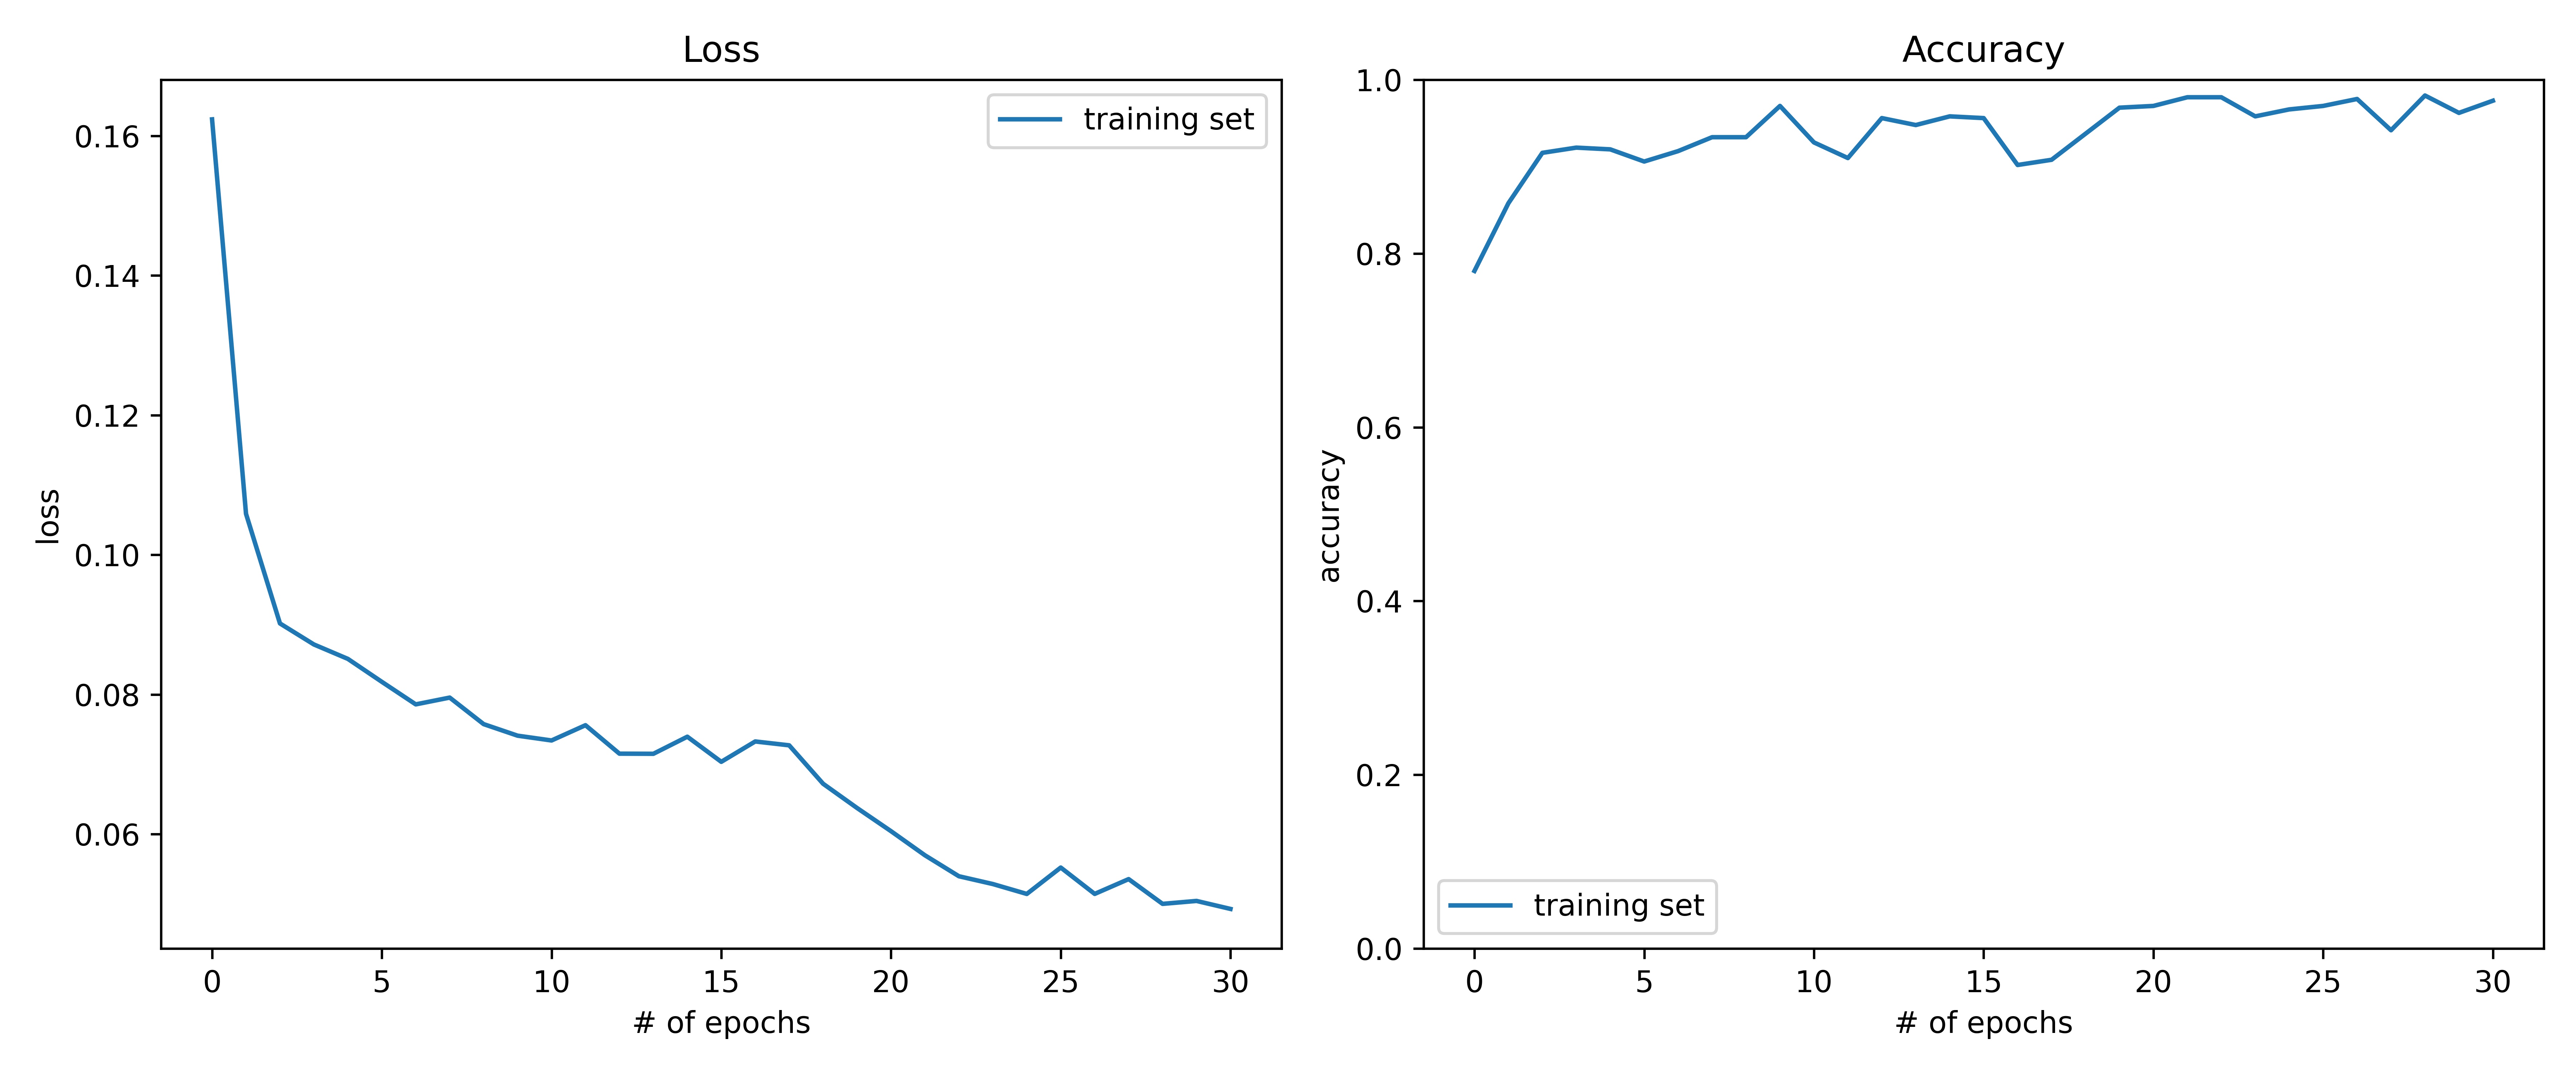 Loss
training set
0.16
0.14
0.12
0.10
0.08
0.06
loss
0 5 10 15 20 25 30
# of epochs
Accuracy
1.0
0.8
0.6
0.4
0.2
0.0
accuracy
training set
0 5 10 15 20 25 30
# of epochs